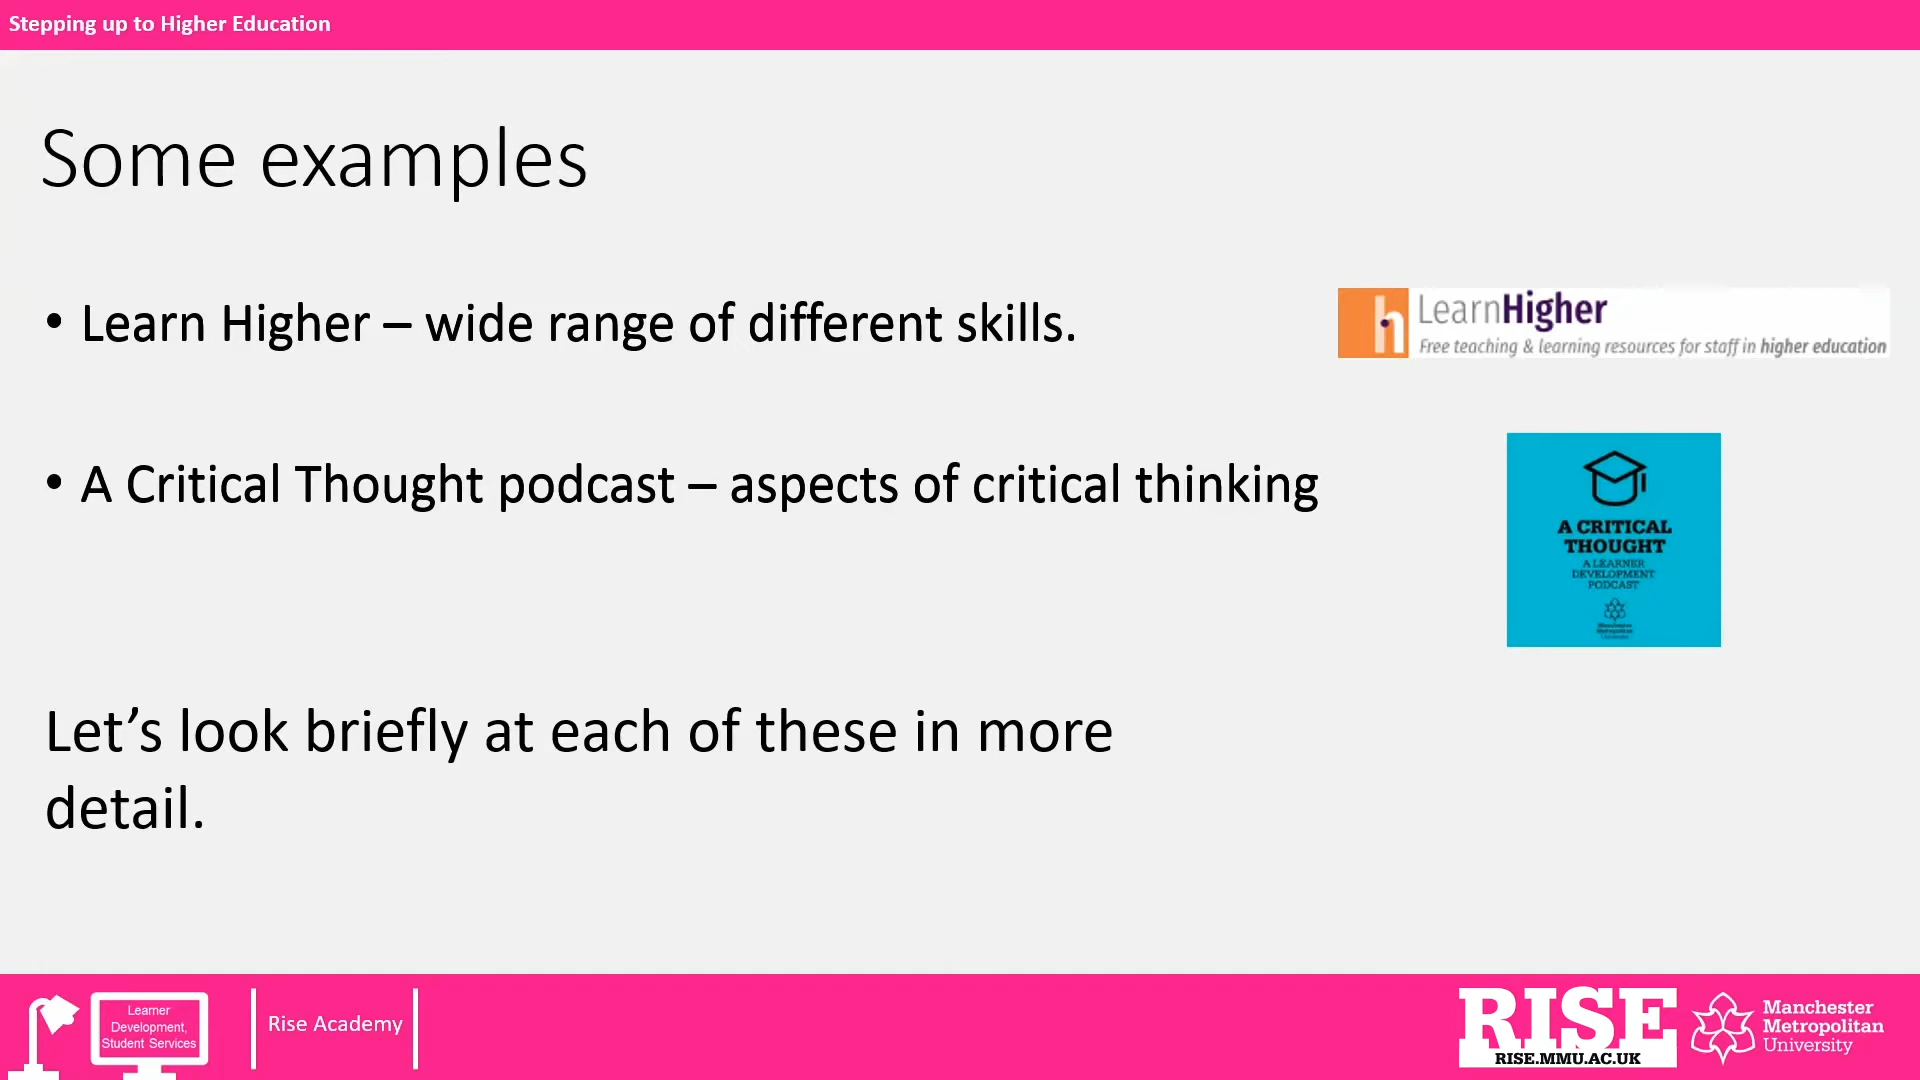 Stepping up to Higher Education
Some examples
• Learn Higher – wide range of different skills.
LearnHigher
Free teaching & learning resources for staff in higher education
• A Critical Thought podcast – aspects of critical thinking
A CRITICAL
THOUGHT
A LEARNER
DEVELOPMENT
PODCAST
Manchester
Metropolitan
University
Let’s look briefly at each of these in more
detail.
Learner
Development,
Student Services
Rise Academy
RISE
RISE.MMU.AC.UK
Manchester
Metropolitan
University